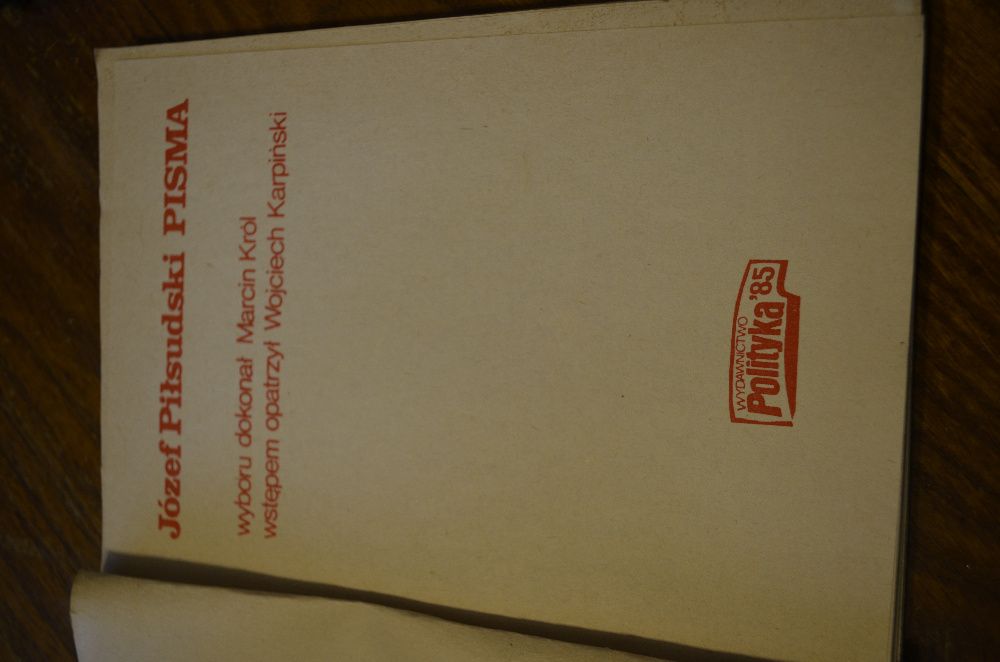 Józef Piłsudski PISMA
wyboru dokonał Marcin Król
wstępem opatrzył Wojciech Karpiński
WYDAWNICTWO
Polityka '85